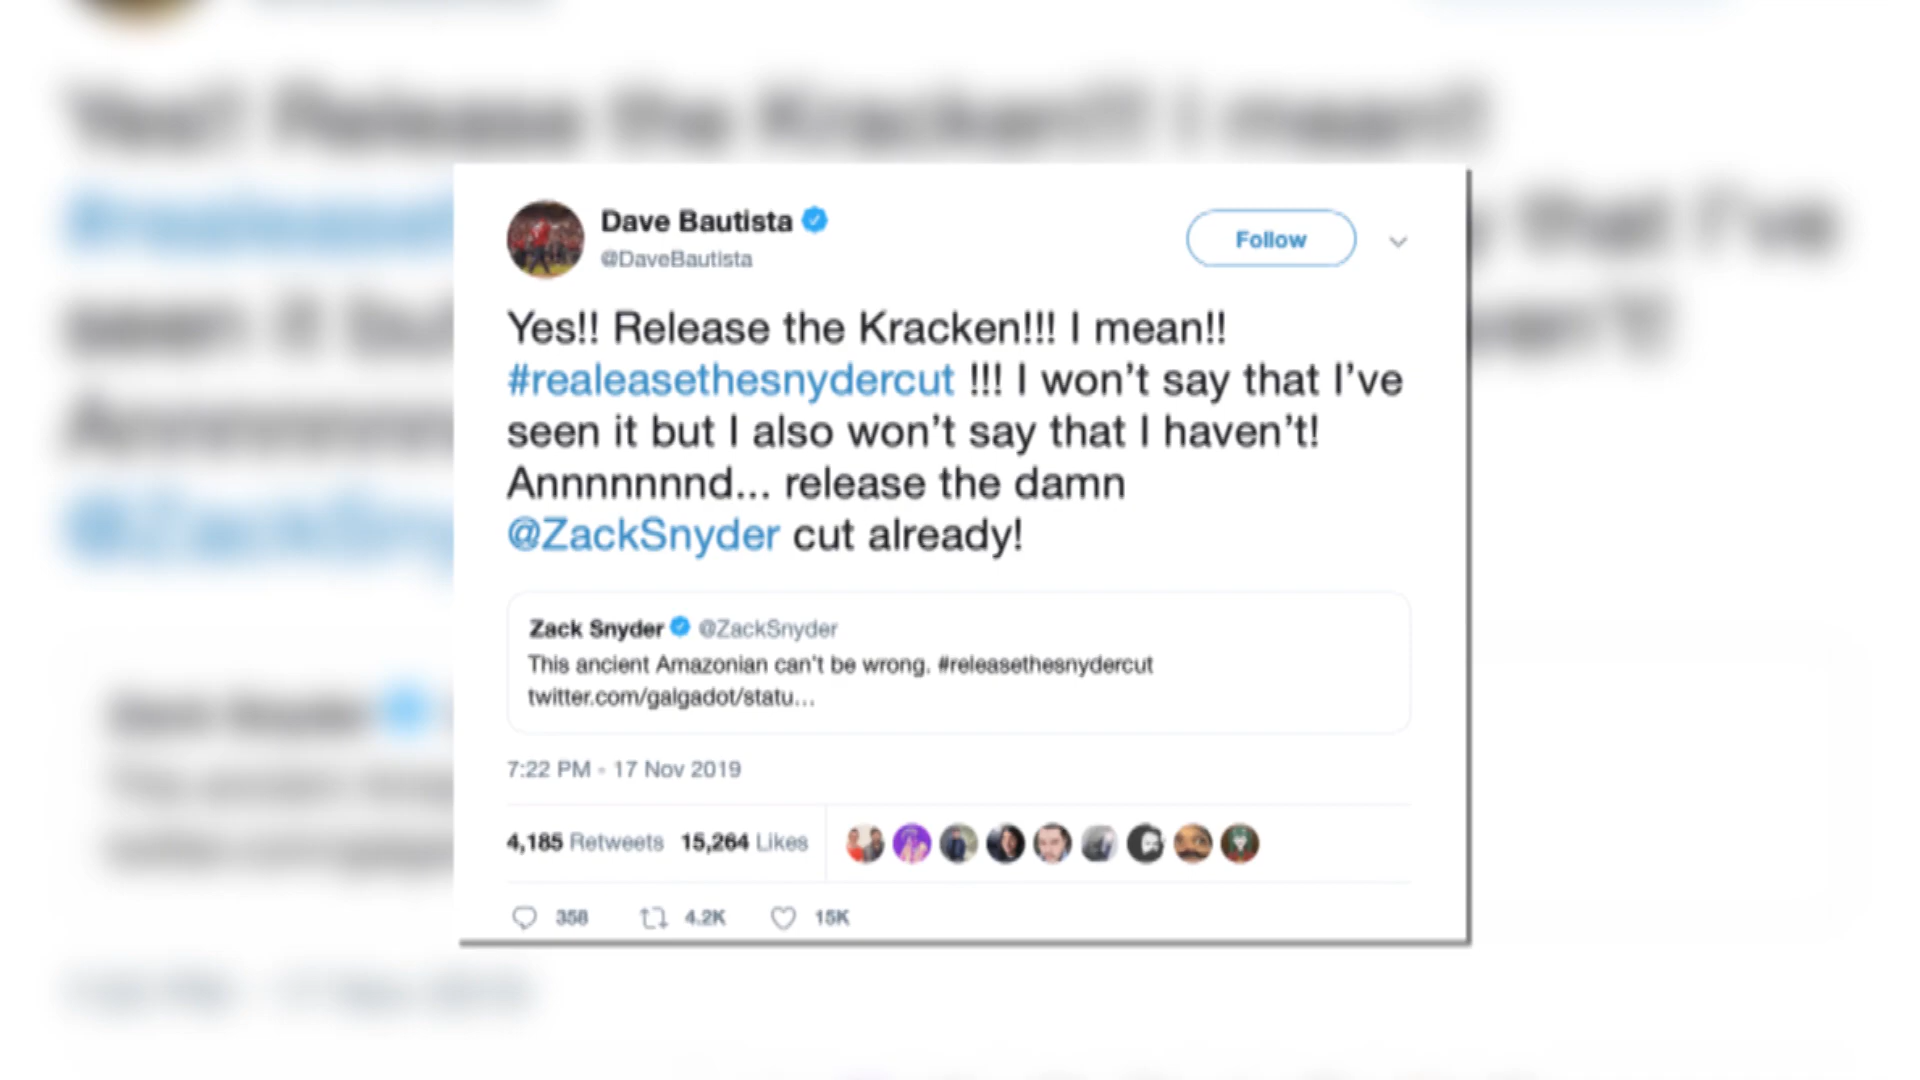 Dave Bautista
@DaveBautista
Follow
Yes!! Release the Kracken!!! I mean!!
#realeasethesnydercut !!! I won’t say that I’ve
seen it but I also won’t say that I haven’t!
Annnnnnnd... release the damn
@ZackSnyder cut already!
Zack Snyder @ZackSnyder
This ancient Amazonian can't be wrong. #releasethesnydercut
twitter.com/galgadot/statu...
7:22 PM - 17 Nov 2019
4,185 Retweets 15,264 Likes
358 4.2K 15K